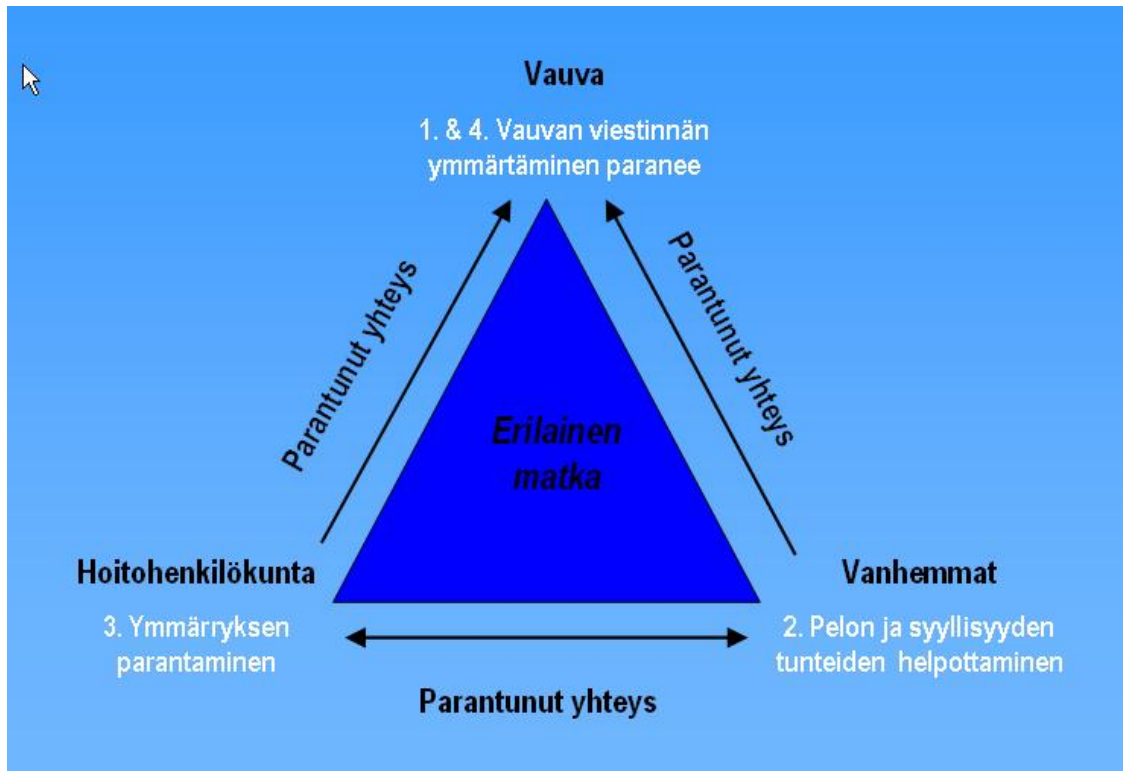 Vauva
1. & 4. Vauvan viestinnän
ymmärtäminen paranee
Parantunut yhteys
Parantunut yhteys
Erilainen
matka
Hoitohenkilökunta
3. Ymmärryksen
parantaminen
Vanhemmat
2. Pelon ja syyllisyyden
tunteiden helpottaminen
Parantunut yhteys